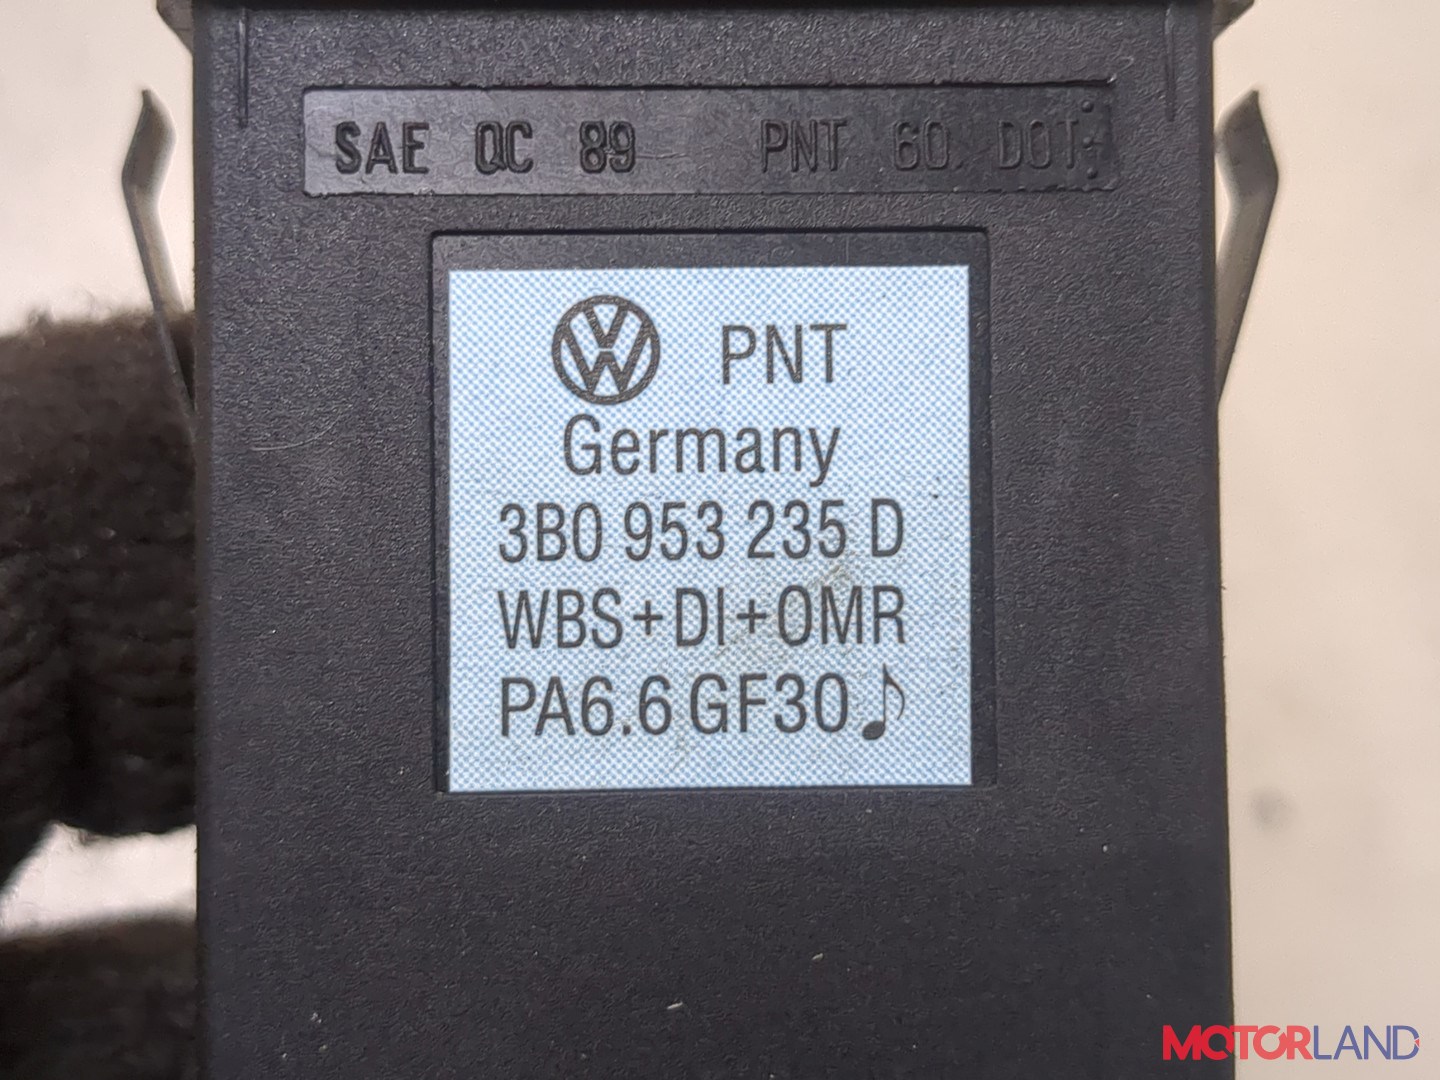 SAE QC 89 PNT 60. DOT
PNT
Germany
3B0 953 235 D
WBS+DI+OMR
PA6.6 GF30
MOTORLAND